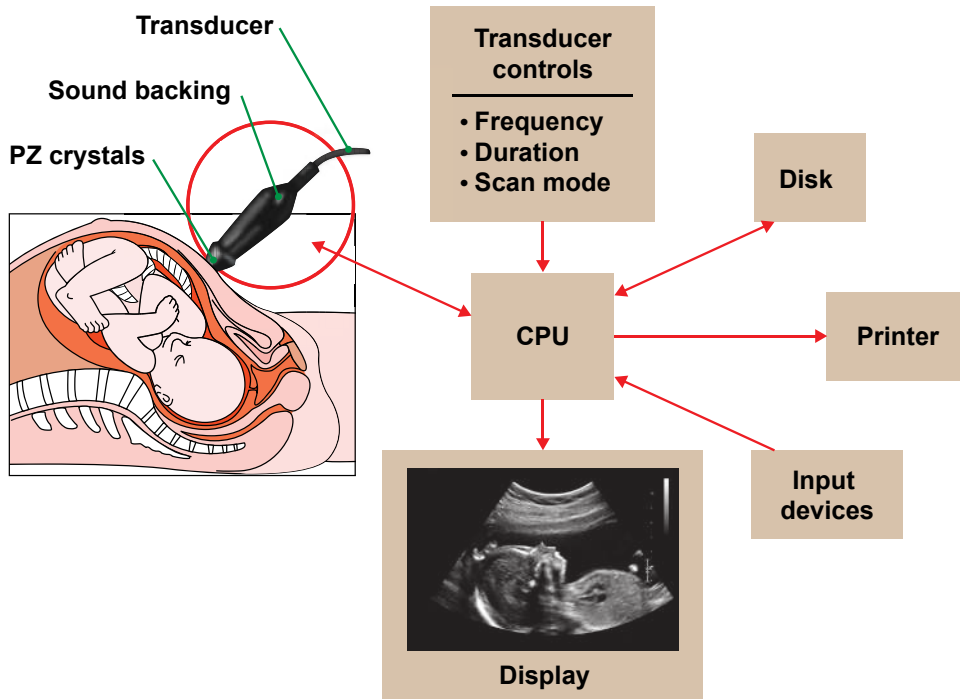 Transducer
Sound backing
PZ crystals
Transducer
controls
• Frequency
• Duration
• Scan mode
Disk
CPU
Printer
Input
devices
Display